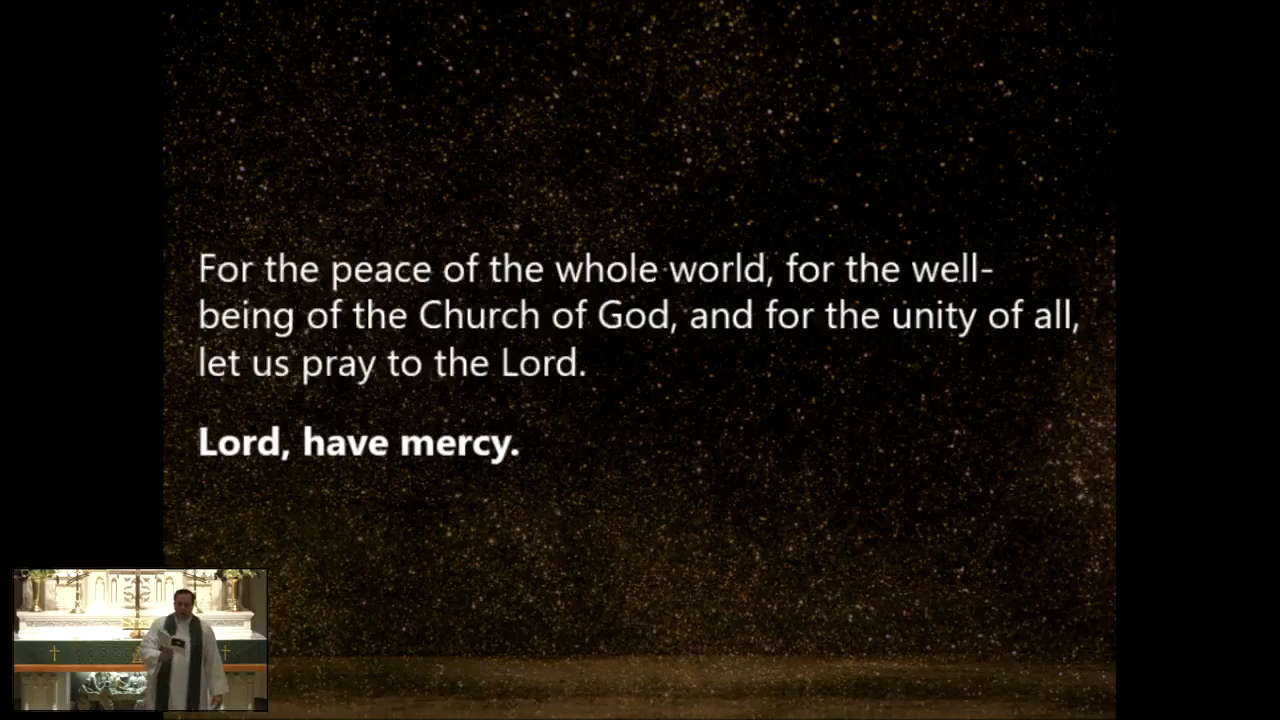 For the peace of the whole world, for the well-
being of the Church of God, and for the unity of all,
let us pray to the Lord.
Lord, have mercy.